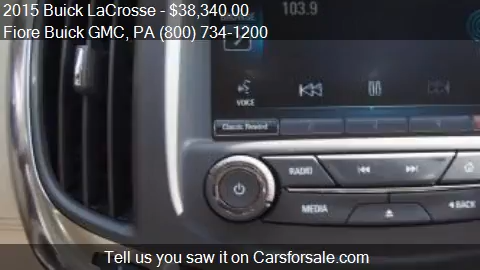 2015 Buick LaCrosse - $38,340.00
Fiore Buick GMC, PA (800) 734-1200
103.9
VOICE
Classic Rewind
RADIO
MEDIA
BACK
Tell us you saw it on Carsforsale.com